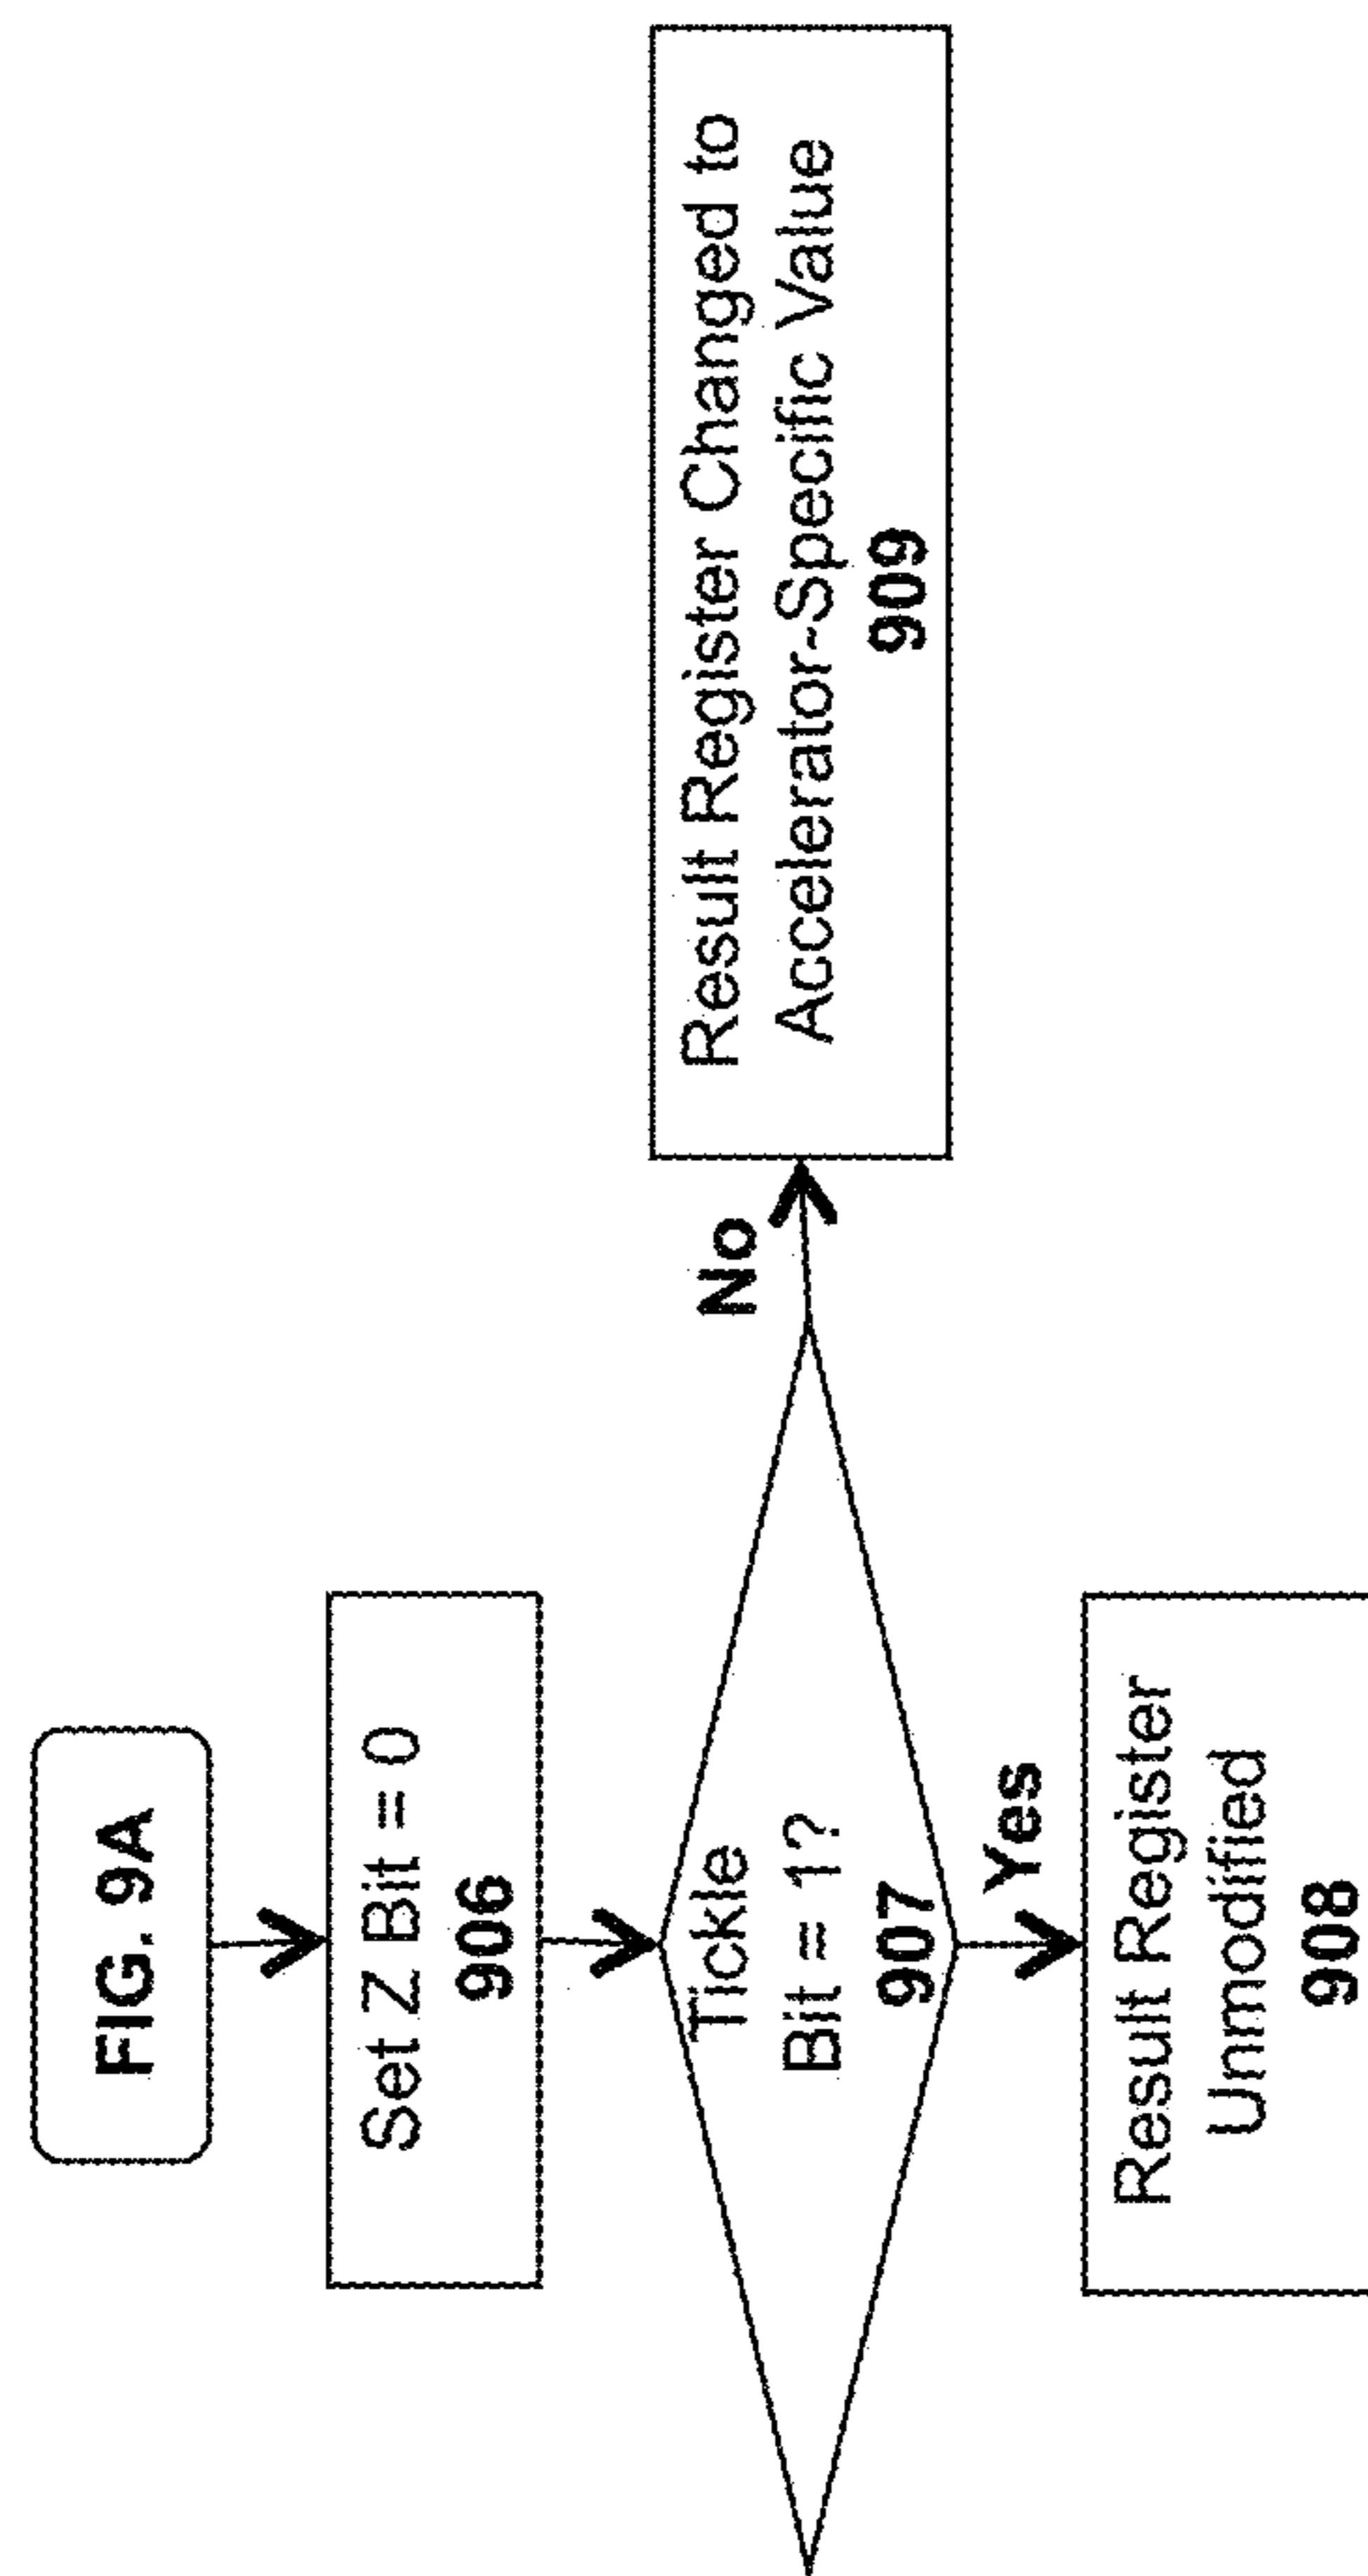 FIG. 9A
Set Z Bit = 0
906
Tickle
Bit = 1?
907
No
Result Register Changed to
Accelerator-Specific Value
909
Yes
Result Register
Unmodified
908